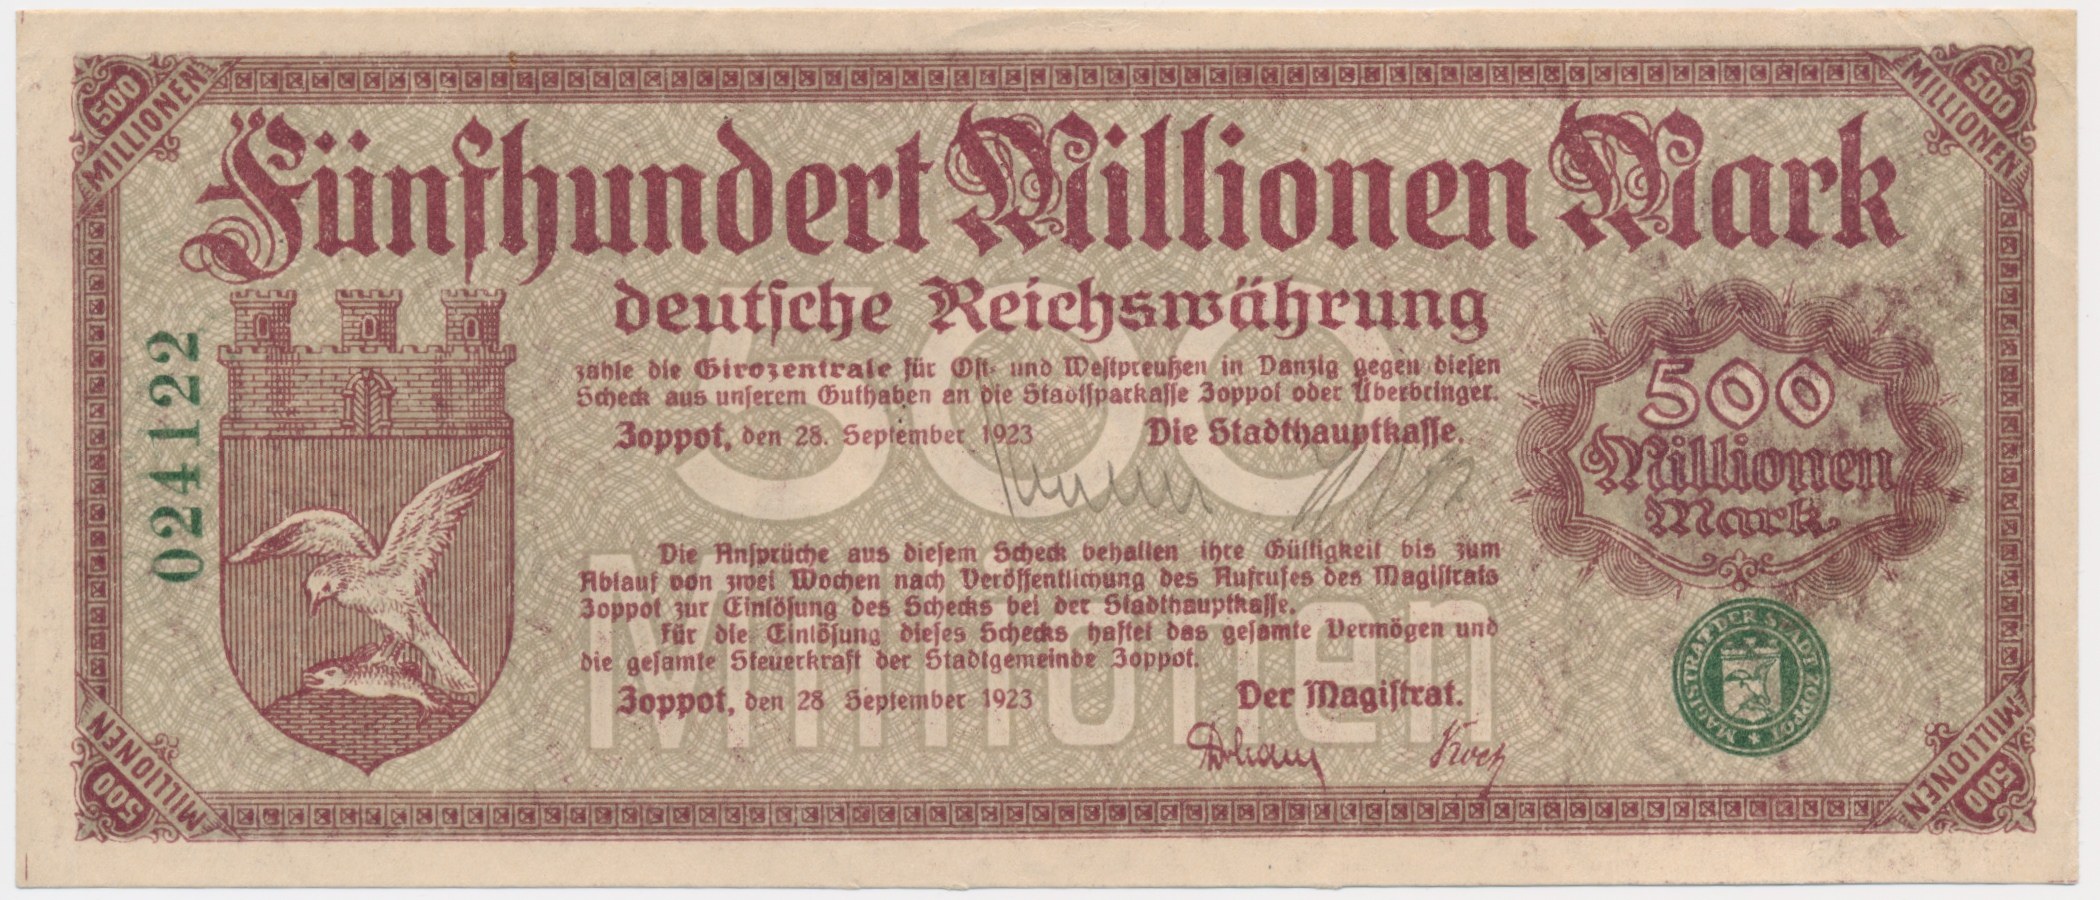 500 MILLIONEN
500 MILLIONEN
Fünfhundert Millionen Mark
deutsche Reichswährung
zahle die Girozentrale für Ost- und Westpreußen in Danzig gegen diesen
Scheck aus unserem Guthaben an die Stadtsparkasse Zoppot oder Überbringer.
Zoppot, den 28. September 1923 Die Stadthauptkasse.
024122
500
Millionen
Mark
500
Millionen
Die Ansprüche aus diesem Scheck behalten ihre Gültigkeit bis zum
Ablauf von zwei Wochen nach Veröffentlichung des Aufrufes des Magistrats
Zoppot zur Einlösung des Schecks bei der Stadthauptkasse.
Für die Einlösung dieses Schecks haftet das gesamte Vermögen und
die gesamte Steuerkraft der Stadtgemeinde Zoppot.
Zoppot, den 28 September 1923 Der Magistrat.
MAGISTRAT DER STADT ZOPPOT *
500 MILLIONEN
500 MILLIONEN